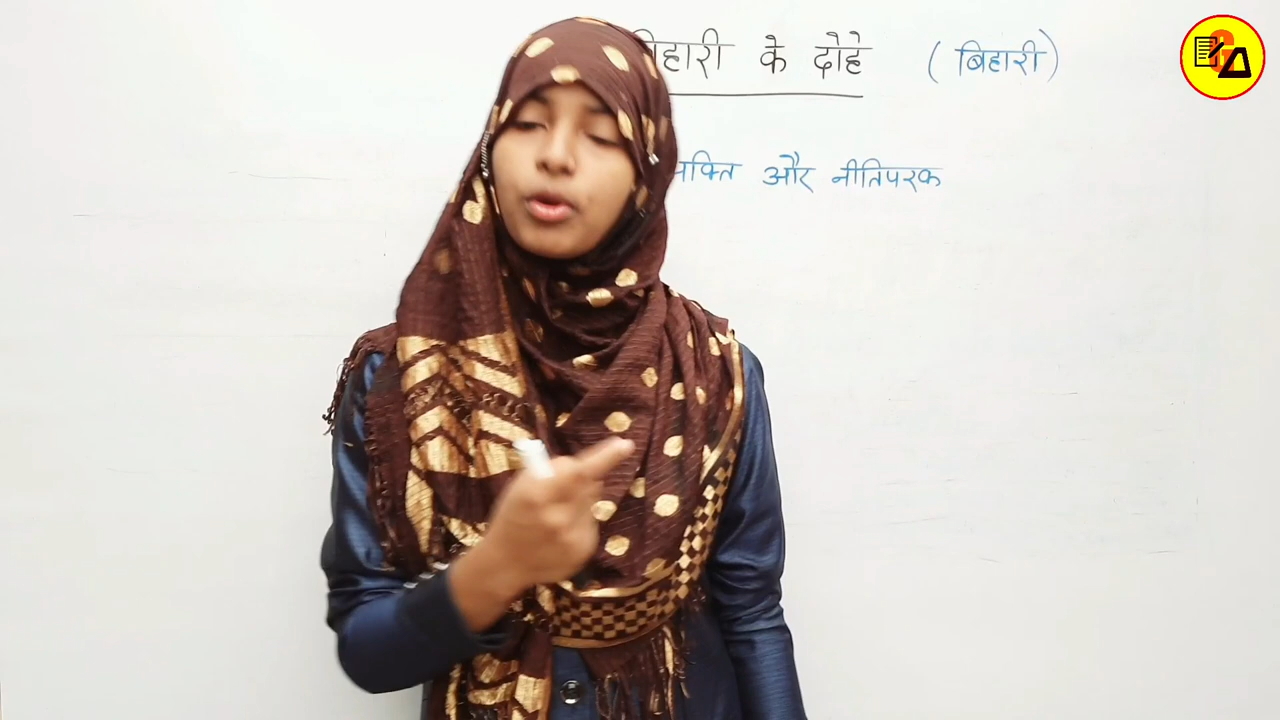 बिहारी के दोहे (बिहारी)
और नीतिपरक